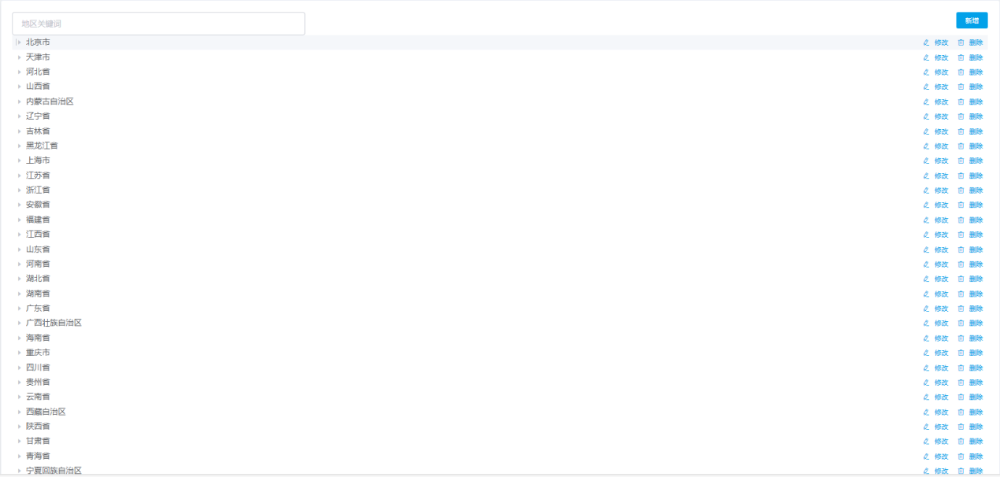 地区关键词 新增
北京市 修改 删除
天津市 修改 删除
河北省 修改 删除
山西省 修改 删除
内蒙古自治区 修改 删除
辽宁省 修改 删除
吉林省 修改 删除
黑龙江省 修改 删除
上海市 修改 删除
江苏省 修改 删除
浙江省 修改 删除
安徽省 修改 删除
福建省 修改 删除
江西省 修改 删除
山东省 修改 删除
河南省 修改 删除
湖北省 修改 删除
湖南省 修改 删除
广东省 修改 删除
广西壮族自治区 修改 删除
海南省 修改 删除
重庆市 修改 删除
四川省 修改 删除
贵州省 修改 删除
云南省 修改 删除
西藏自治区 修改 删除
陕西省 修改 删除
甘肃省 修改 删除
青海省 修改 删除
宁夏回族自治区 修改 删除